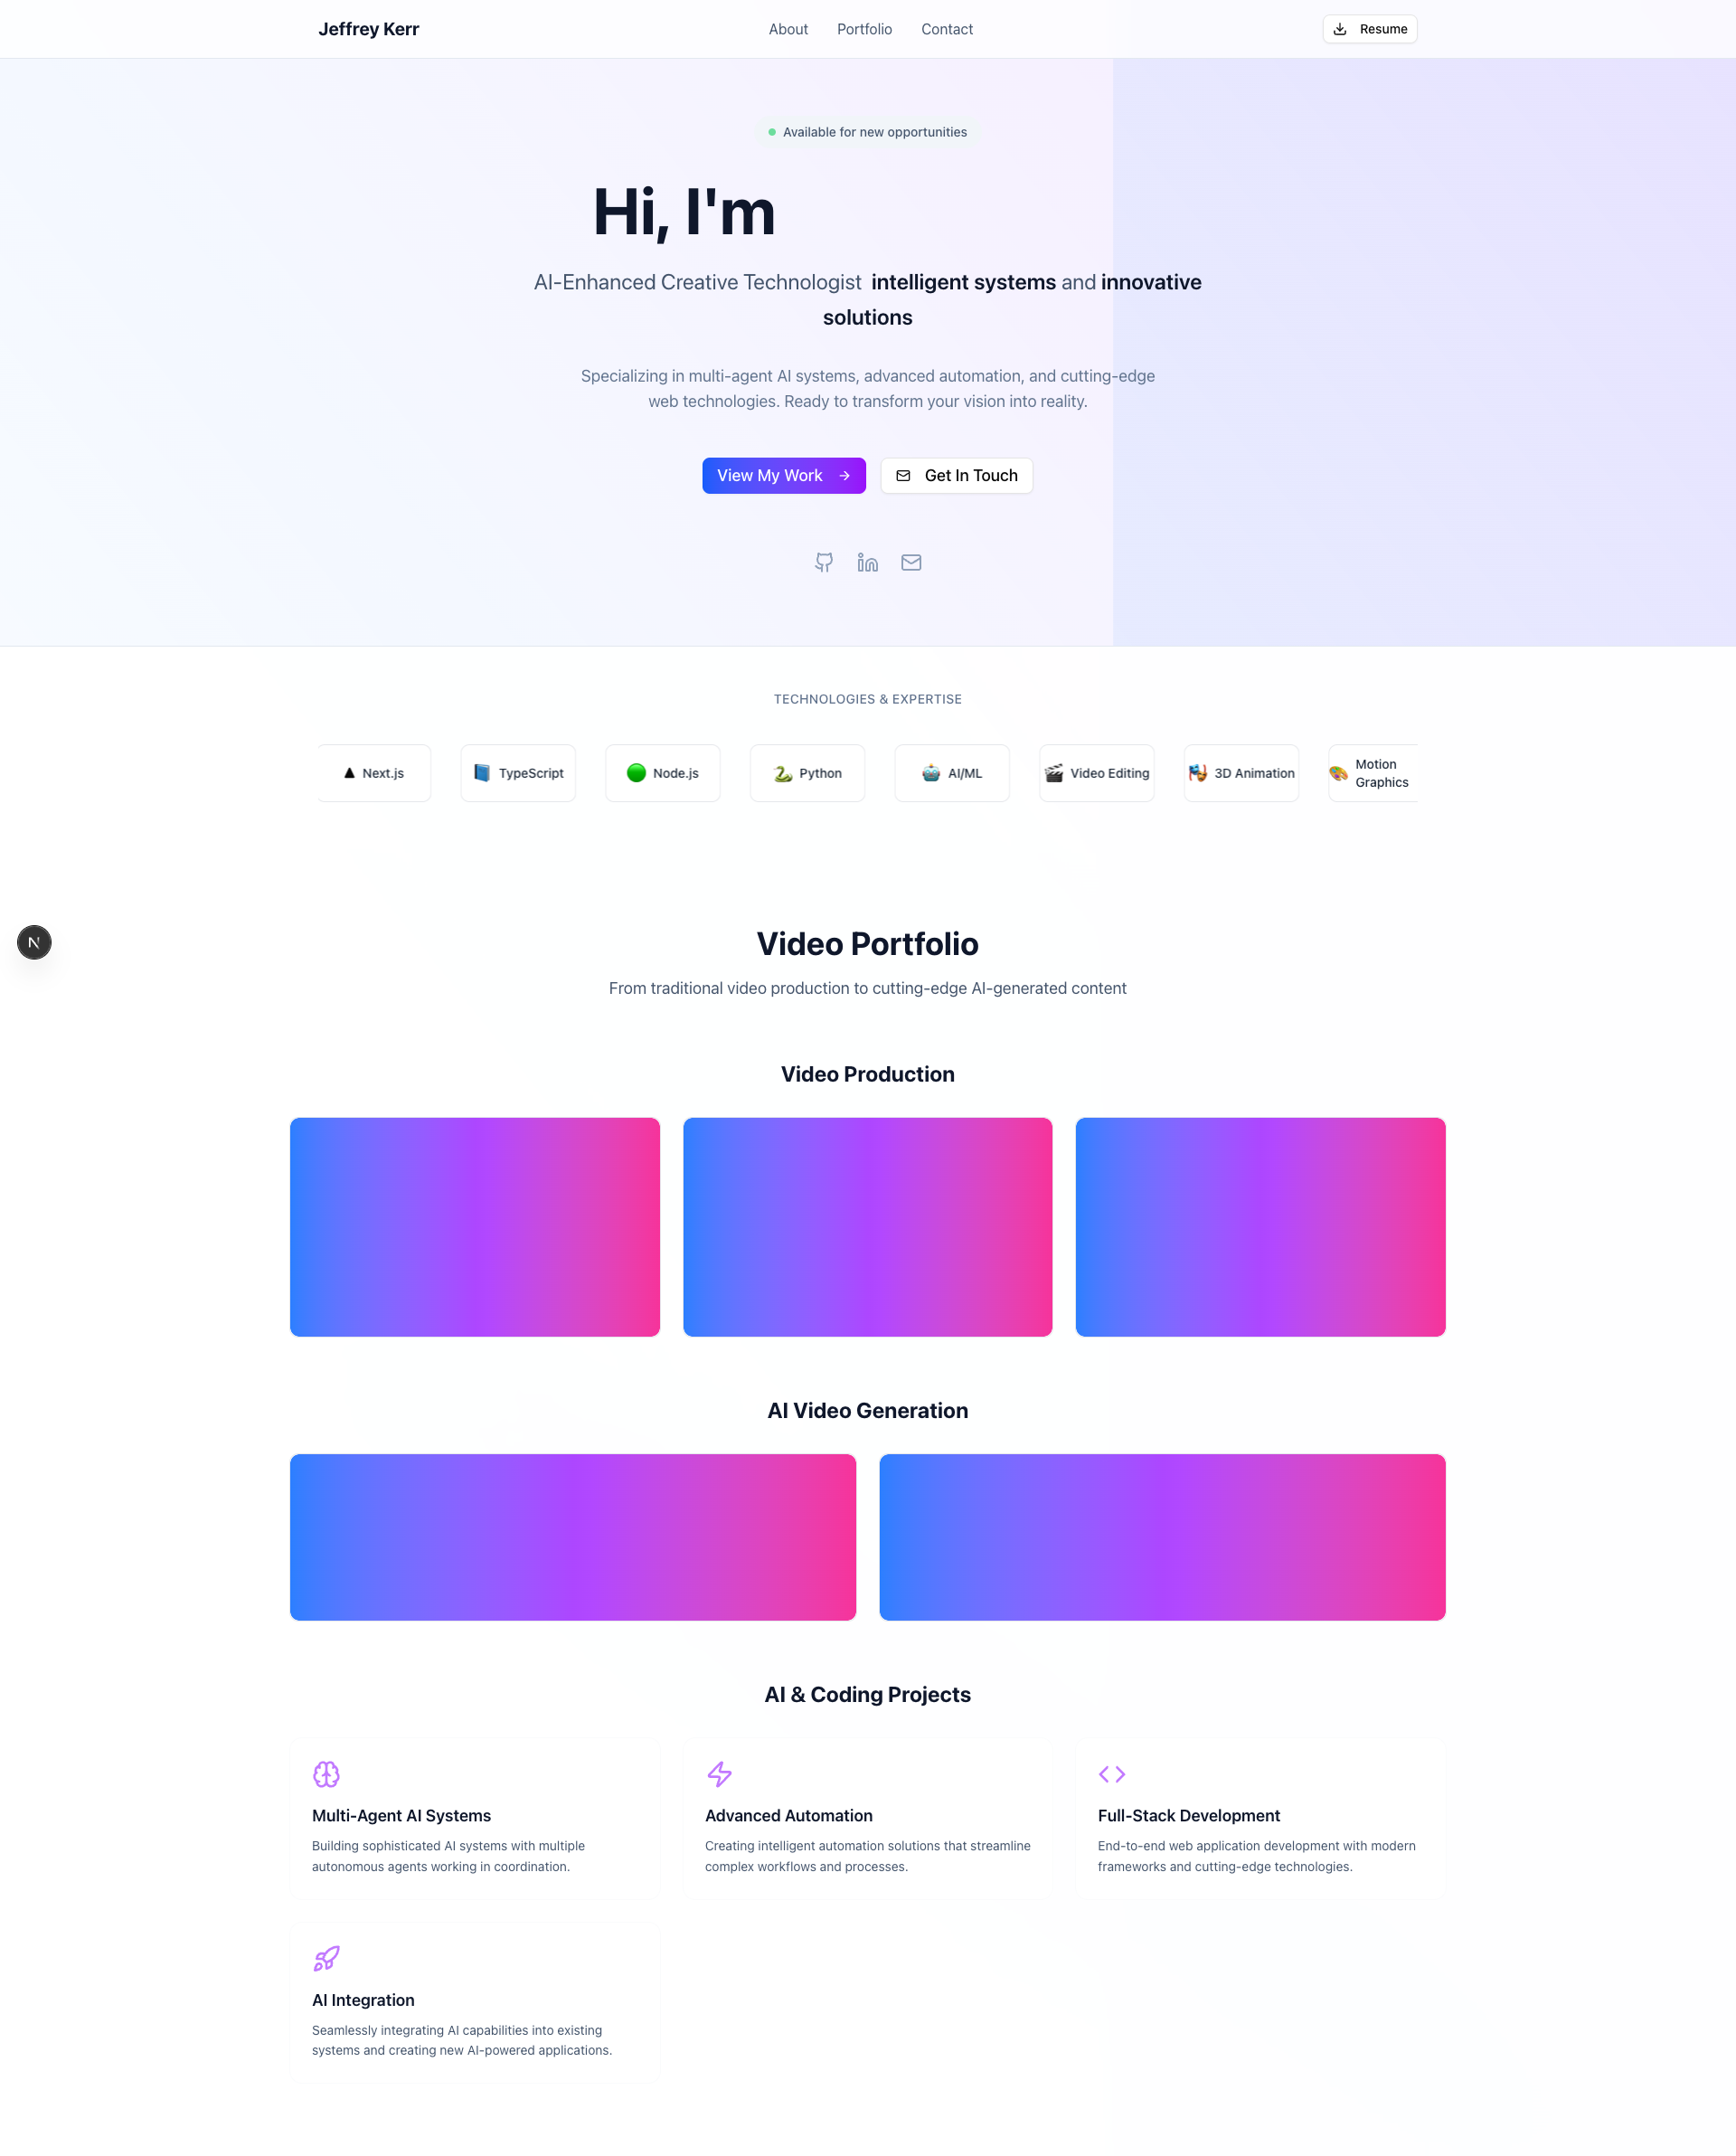 Jeffrey Kerr
About Portfolio Contact
Resume
Available for new opportunities
Hi, I'm
AI-Enhanced Creative Technologist intelligent systems and innovative
solutions
Specializing in multi-agent AI systems, advanced automation, and cutting-edge
web technologies. Ready to transform your vision into reality.
View My Work
Get In Touch
TECHNOLOGIES & EXPERTISE
Next.js
TypeScript
Node.js
Python
AI/ML
Video Editing
3D Animation
Motion
Graphics
N
Video Portfolio
From traditional video production to cutting-edge AI-generated content
Video Production
AI Video Generation
AI & Coding Projects
Multi-Agent AI Systems
Building sophisticated AI systems with multiple
autonomous agents working in coordination.
Advanced Automation
Creating intelligent automation solutions that streamline
complex workflows and processes.
Full-Stack Development
End-to-end web application development with modern
frameworks and cutting-edge technologies.
AI Integration
Seamlessly integrating AI capabilities into existing
systems and creating new AI-powered applications.